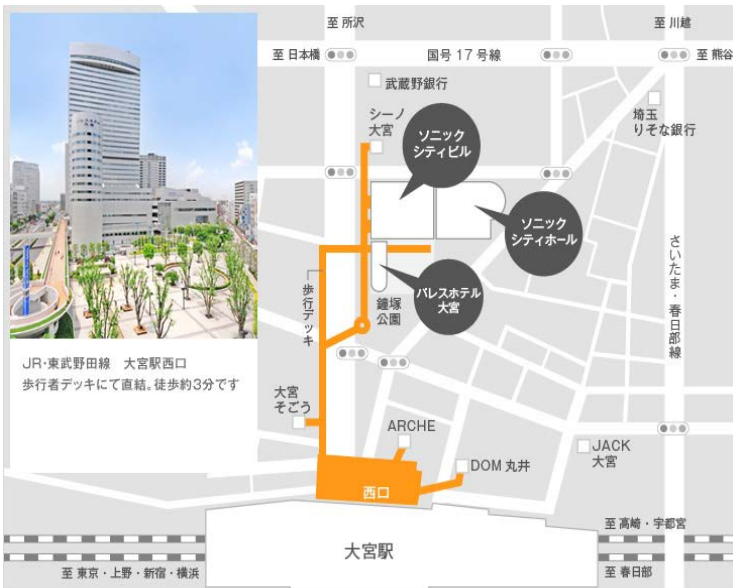 至 所沢
至 川越
至 日本橋
国号 17 号線
至 熊谷
武蔵野銀行
シーノ
大宮
ソニック
シティビル
埼玉
りそな銀行
ソニック
シティホール
さいたま・春日部線
パレスホテル
大宮
歩行デッキ
鐘塚
公園
JR・東武野田線　大宮駅西口
歩行者デッキにて直結。徒歩約3分です
大宮
そごう
ARCHE
JACK
大宮
DOM 丸井
西口
至 高崎・宇都宮
大宮駅
至 東京・上野・新宿・横浜
至 春日部